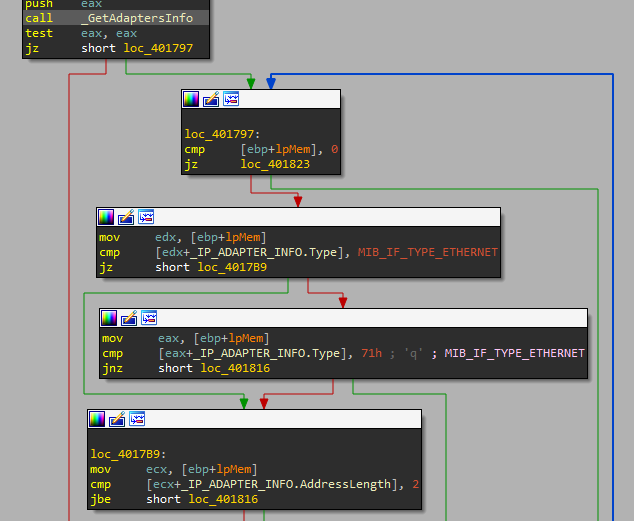 push eax
call _GetAdaptersInfo
test eax, eax
jz short loc_401797
loc_401797:
cmp [ebp+lpMem], 0
jz loc_401823
mov edx, [ebp+lpMem]
cmp [edx+_IP_ADAPTER_INFO.Type], MIB_IF_TYPE_ETHERNET
jz short loc_4017B9
mov eax, [ebp+lpMem]
cmp [eax+_IP_ADAPTER_INFO.Type], 71h ; 'q' ; MIB_IF_TYPE_ETHERNET
jnz short loc_401816
loc_4017B9:
mov ecx, [ebp+lpMem]
cmp [ecx+_IP_ADAPTER_INFO.AddressLength], 2
jbe short loc_401816